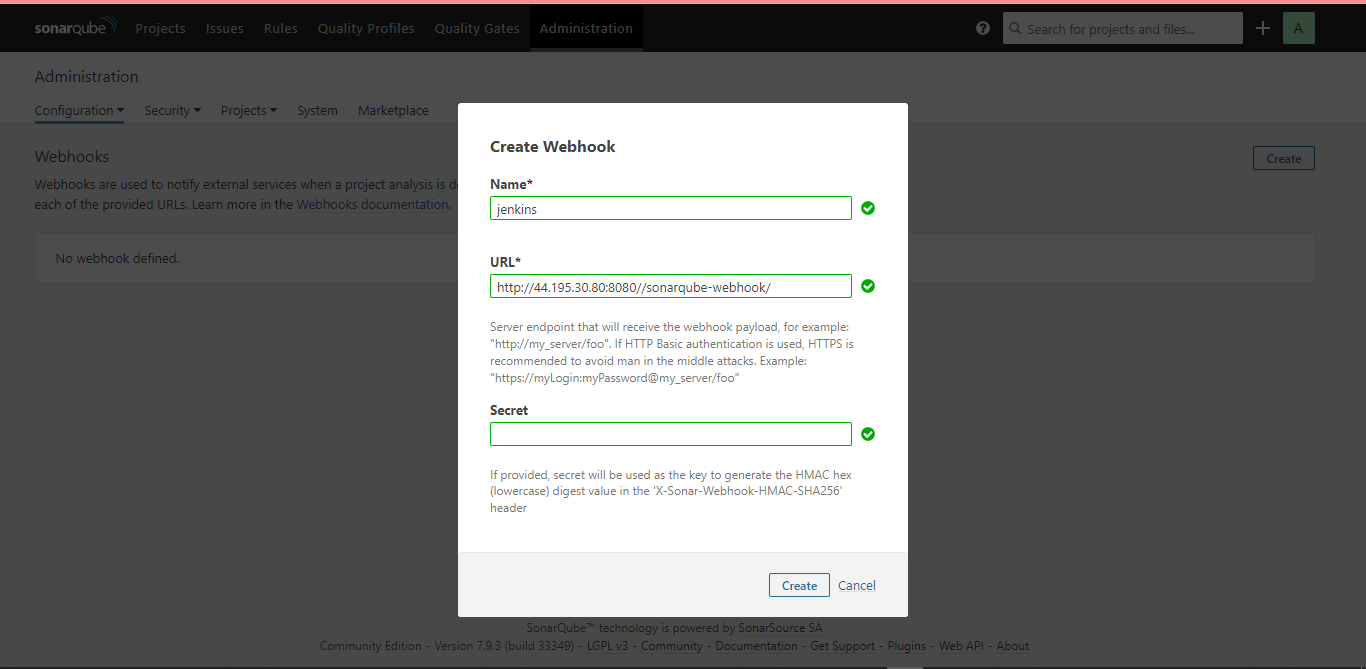 sonarqube Projects Issues Rules Quality Profiles Quality Gates Administration ? Search for projects and files... + A
Administration
Configuration Security Projects System Marketplace
Webhooks
Create
Webhooks are used to notify external services when a project analysis is d
each of the provided URLs. Learn more in the Webhooks documentation.
No webhook defined.
Create Webhook
Name*
jenkins
URL*
http://44.195.30.80:8080//sonarqube-webhook/
Server endpoint that will receive the webhook payload, for example:
"http://my_server/foo". If HTTP Basic authentication is used, HTTPS is
recommended to avoid man in the middle attacks. Example:
"https://myLogin:myPassword@my_server/foo"
Secret
If provided, secret will be used as the key to generate the HMAC hex
(lowercase) digest value in the 'X-Sonar-Webhook-HMAC-SHA256'
header
Create Cancel
SonarQube™ technology is powered by SonarSource SA
Community Edition - Version 7.9.3 (build 33349) - LGPL v3 - Community - Documentation - Get Support - Plugins - Web API - About